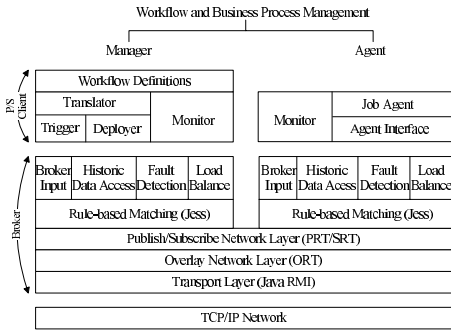 Workflow and Business Process Management
Manager
Agent
P/S
Client
Workflow Definitions
Translator
Trigger
Deployer
Monitor
Monitor
Job Agent
Agent Interface
Broker
Broker
Input
Historic
Data Access
Fault
Detection
Load
Balance
Broker
Input
Historic
Data Access
Fault
Detection
Load
Balance
Rule-based Matching (Jess)
Rule-based Matching (Jess)
Publish/Subscribe Network Layer (PRT/SRT)
Overlay Network Layer (ORT)
Transport Layer (Java RMI)
TCP/IP Network